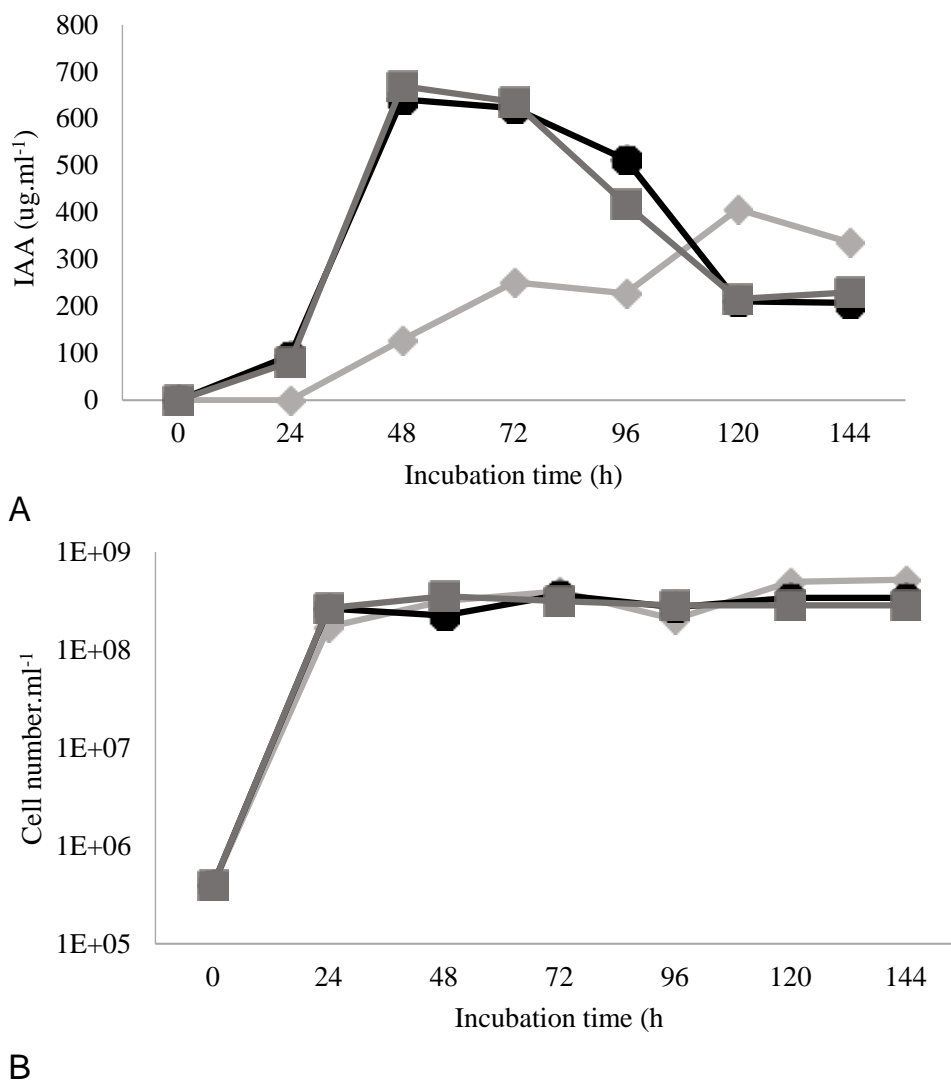 800
700
600
500
400
300
200
100
0
IAA (ug.ml⁻¹)
0 24 48 72 96 120 144
Incubation time (h)
A
1E+09
1E+08
1E+07
1E+06
1E+05
Cell number.ml⁻¹
0 24 48 72 96 120 144
Incubation time (h
B